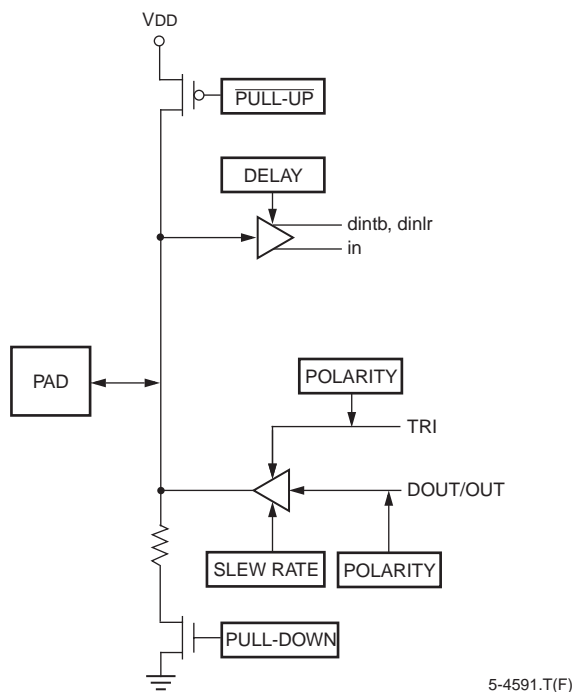 VDD
PULL-UP
DELAY
dintb, dinlr
in
PAD
POLARITY
TRI
DOUT/OUT
SLEW RATE
POLARITY
PULL-DOWN
5-4591.T(F)